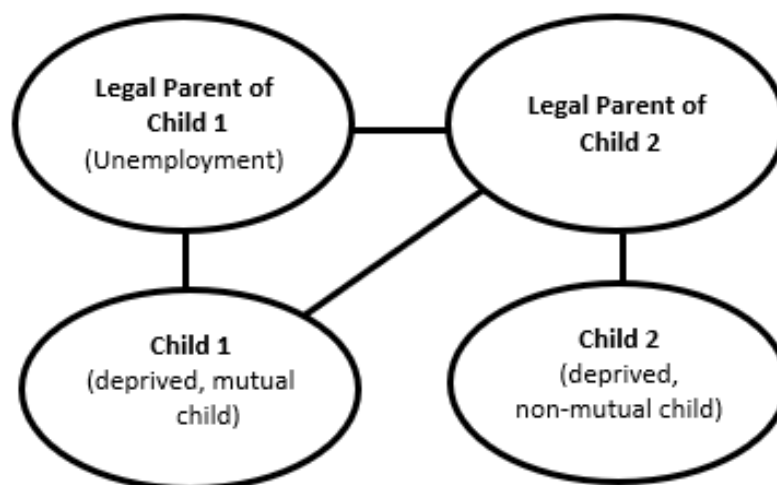 Legal Parent of
Child 1
(Unemployment)
Legal Parent of
Child 2
Child 1
(deprived, mutual
child)
Child 2
(deprived,
non-mutual child)